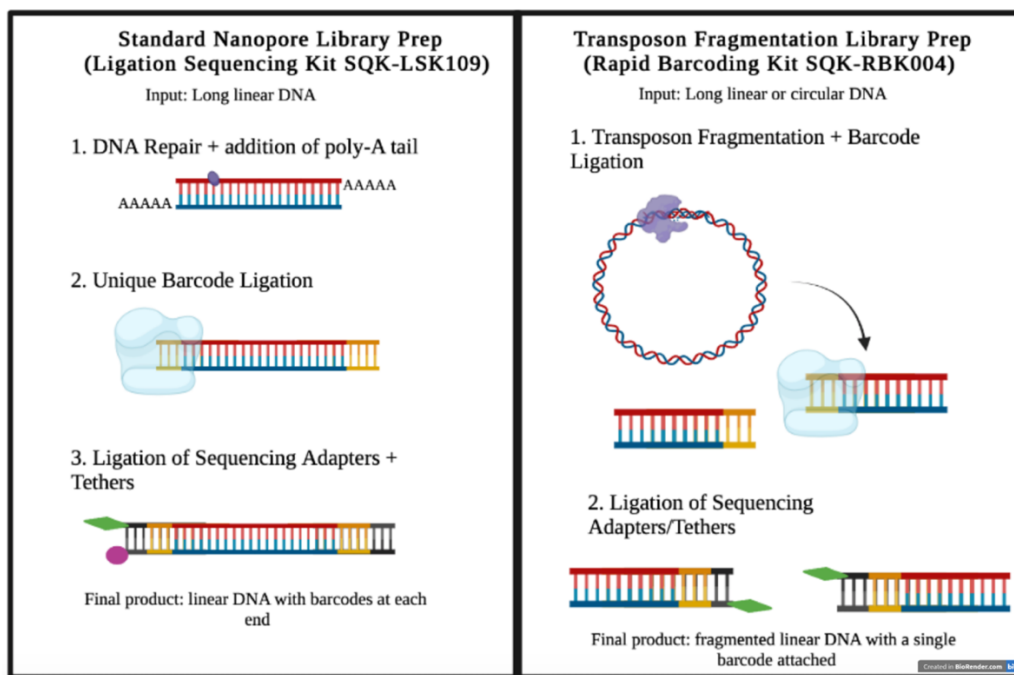 Standard Nanopore Library Prep
(Ligation Sequencing Kit SQK-LSK109)
Input: Long linear DNA
1. DNA Repair + addition of poly-A tail
AAAAA
AAAAA
2. Unique Barcode Ligation
3. Ligation of Sequencing Adapters +
Tethers
Final product: linear DNA with barcodes at each
end
Transposon Fragmentation Library Prep
(Rapid Barcoding Kit SQK-RBK004)
Input: Long linear or circular DNA
1. Transposon Fragmentation + Barcode
Ligation
2. Ligation of Sequencing
Adapters/Tethers
Final product: fragmented linear DNA with a single
barcode attached
Created in BioRender.com